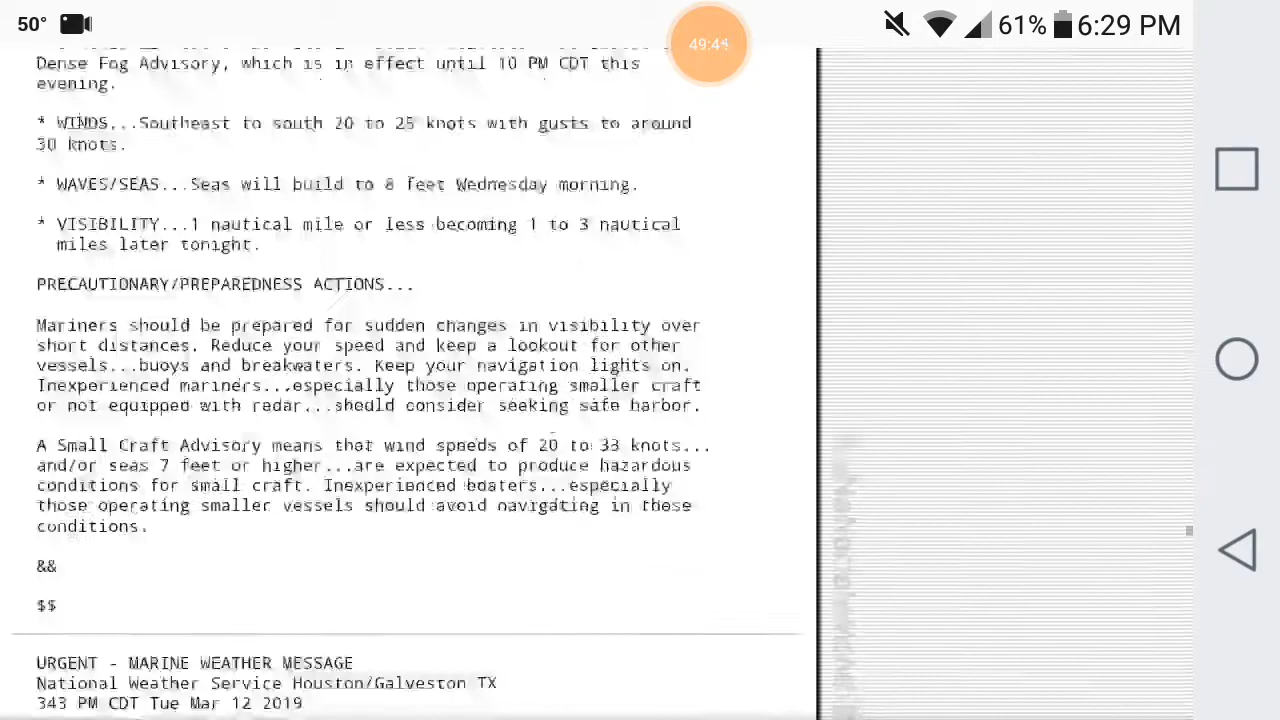 50° 49:44 61% 6:29 PM
Dense Fog Advisory, which is in effect until 10 PM CDT this
evening.
* WINDS...Southeast to south 20 to 25 knots with gusts to around
30 knots.
* WAVES/SEAS...Seas will build to 8 feet Wednesday morning.
* VISIBILITY...1 nautical mile or less becoming 1 to 3 nautical
miles later tonight.
PRECAUTIONARY/PREPAREDNESS ACTIONS...
Mariners should be prepared for sudden changes in visibility over
short distances. Reduce your speed and keep a lookout for other
vessels...buoys and breakwaters. Keep your navigation lights on.
Inexperienced mariners...especially those operating smaller craft
or not equipped with radar...should consider seeking safe harbor.
A Small Craft Advisory means that wind speeds of 20 to 33 knots...
and/or seas 7 feet or higher...are expected to produce hazardous
conditions for small craft. Inexperienced boaters...especially
those operating smaller vessels should avoid navigating in these
conditions.
&&
$$
URGENT - MARINE WEATHER MESSAGE
National Weather Service Houston/Galveston TX
343 PM CDT Tue Mar 12 2019